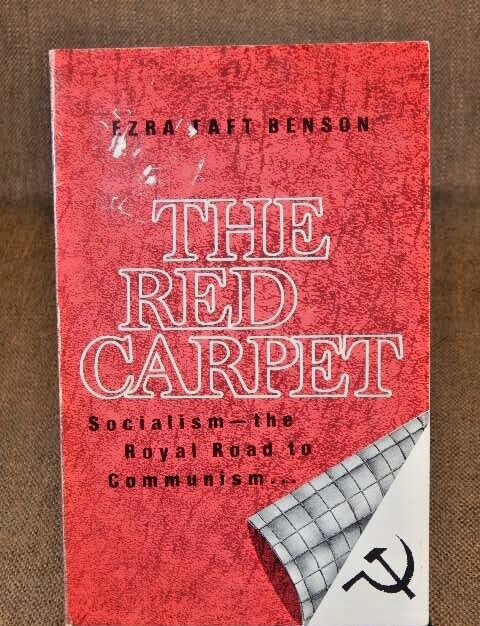 EZRA TAFT BENSON
THE
RED
CARPET
Socialism—the
Royal Road to
Communism...